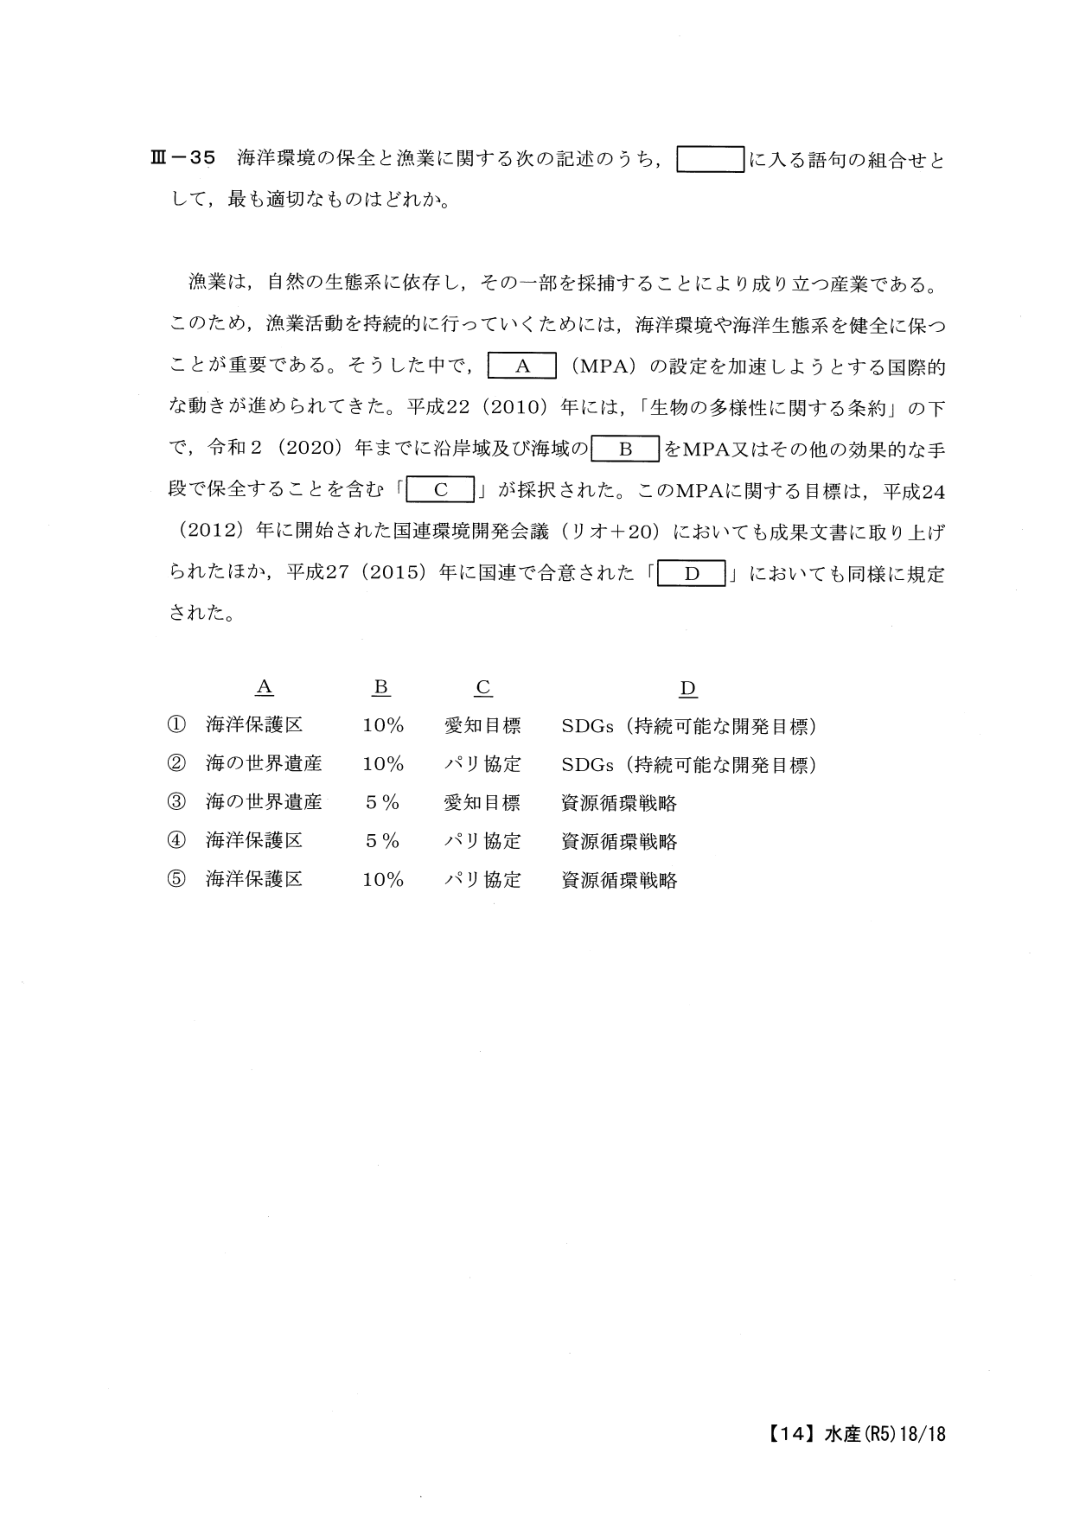 Ⅲ－35　海洋環境の保全と漁業に関する次の記述のうち，　　に入る語句の組合せと
して，最も適切なものはどれか。
漁業は，自然の生態系に依存し，その一部を採捕することにより成り立つ産業である。
このため，漁業活動を持続的に行っていくためには，海洋環境や海洋生態系を健全に保つ
ことが重要である。そうした中で，　A　（MPA）の設定を加速しようとする国際的
な動きが進められてきた。平成22（2010）年には，「生物の多様性に関する条約」の下
で，令和２（2020）年までに沿岸域及び海域の　B　をMPA又はその他の効果的な手
段で保全することを含む「　C　」が採択された。このMPAに関する目標は，平成24
（2012）年に開始された国連環境開発会議（リオ＋20）においても成果文書に取り上げ
られたほか，平成27（2015）年に国連で合意された「　D　」においても同様に規定
された。
A　B　C　D
①　海洋保護区　10％　愛知目標　SDGs（持続可能な開発目標）
②　海の世界遺産　10％　パリ協定　SDGs（持続可能な開発目標）
③　海の世界遺産　５％　愛知目標　資源循環戦略
④　海洋保護区　５％　パリ協定　資源循環戦略
⑤　海洋保護区　10％　パリ協定　資源循環戦略
【14】水産(R5)18/18